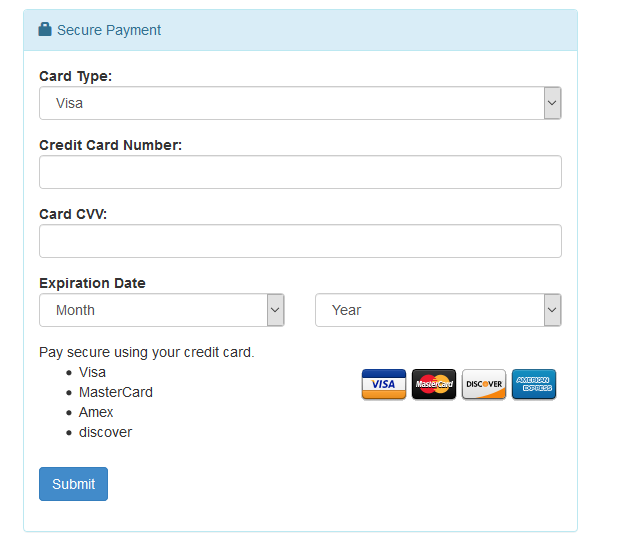 Secure Payment
Card Type:
Visa
Credit Card Number:
Card CVV:
Expiration Date
Month Year
Pay secure using your credit card.
Visa
MasterCard
Amex
discover
VISA MasterCard DISCOVER AMERICAN EXPRESS
Submit